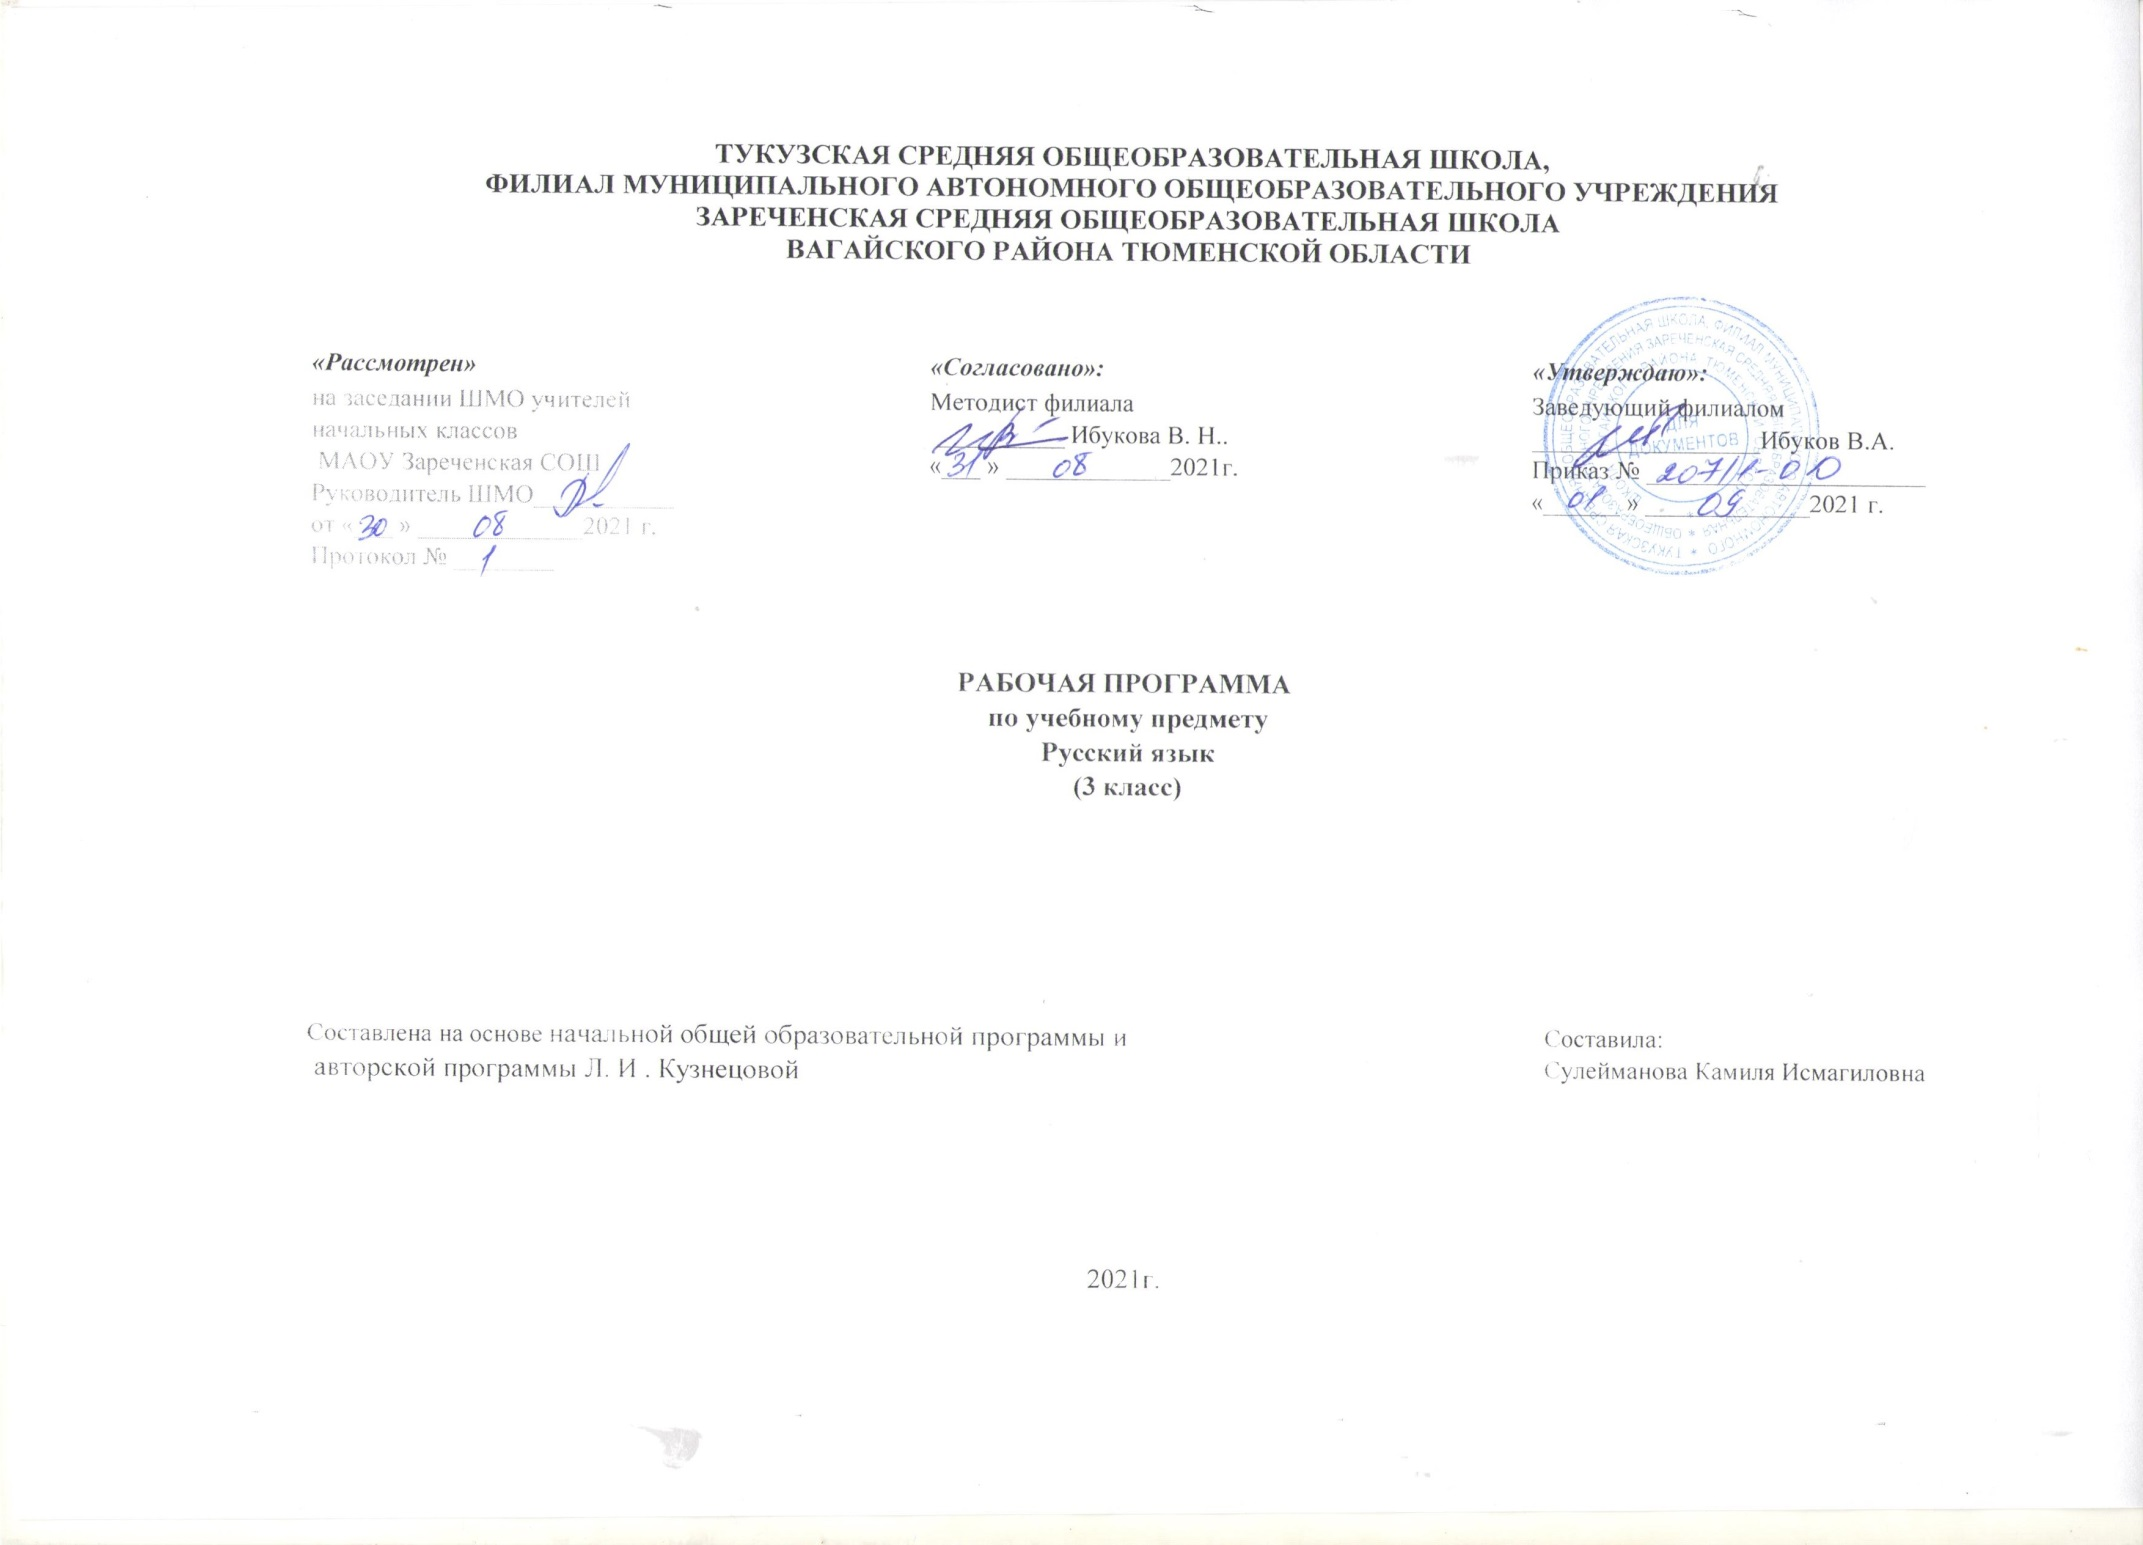 ТУКУЗСКАЯ СРЕДНЯЯ ОБЩЕОБРАЗОВАТЕЛЬНАЯ ШКОЛА,
ФИЛИАЛ МУНИЦИПАЛЬНОГО АВТОНОМНОГО ОБЩЕОБРАЗОВАТЕЛЬНОГО УЧРЕЖДЕНИЯ
ЗАРЕЧЕНСКАЯ СРЕДНЯЯ ОБЩЕОБРАЗОВАТЕЛЬНАЯ ШКОЛА
ВАГАЙСКОГО РАЙОНА ТЮМЕНСКОЙ ОБЛАСТИ
«Рассмотрен»
на заседании ШМО учителей
начальных классов
МАОУ Зареченская СОШ
Руководитель ШМО
от « 30 » 08 2021 г.
Протокол № 1
«Согласовано»:
Методист филиала
Ибукова В. Н..
« 31 » 08 2021г.
«Утверждаю»:
Заведующий филиалом
Ибуков В.А.
Приказ № 207/1-О/О
« 01 » 09 2021 г.
ДЛЯ
ДОКУМЕНТОВ
РАБОЧАЯ ПРОГРАММА
по учебному предмету
Русский язык
(3 класс)
Составлена на основе начальной общей образовательной программы и
авторской программы Л. И . Кузнецовой
Составила:
Сулейманова Камиля Исмагиловна
2021г.